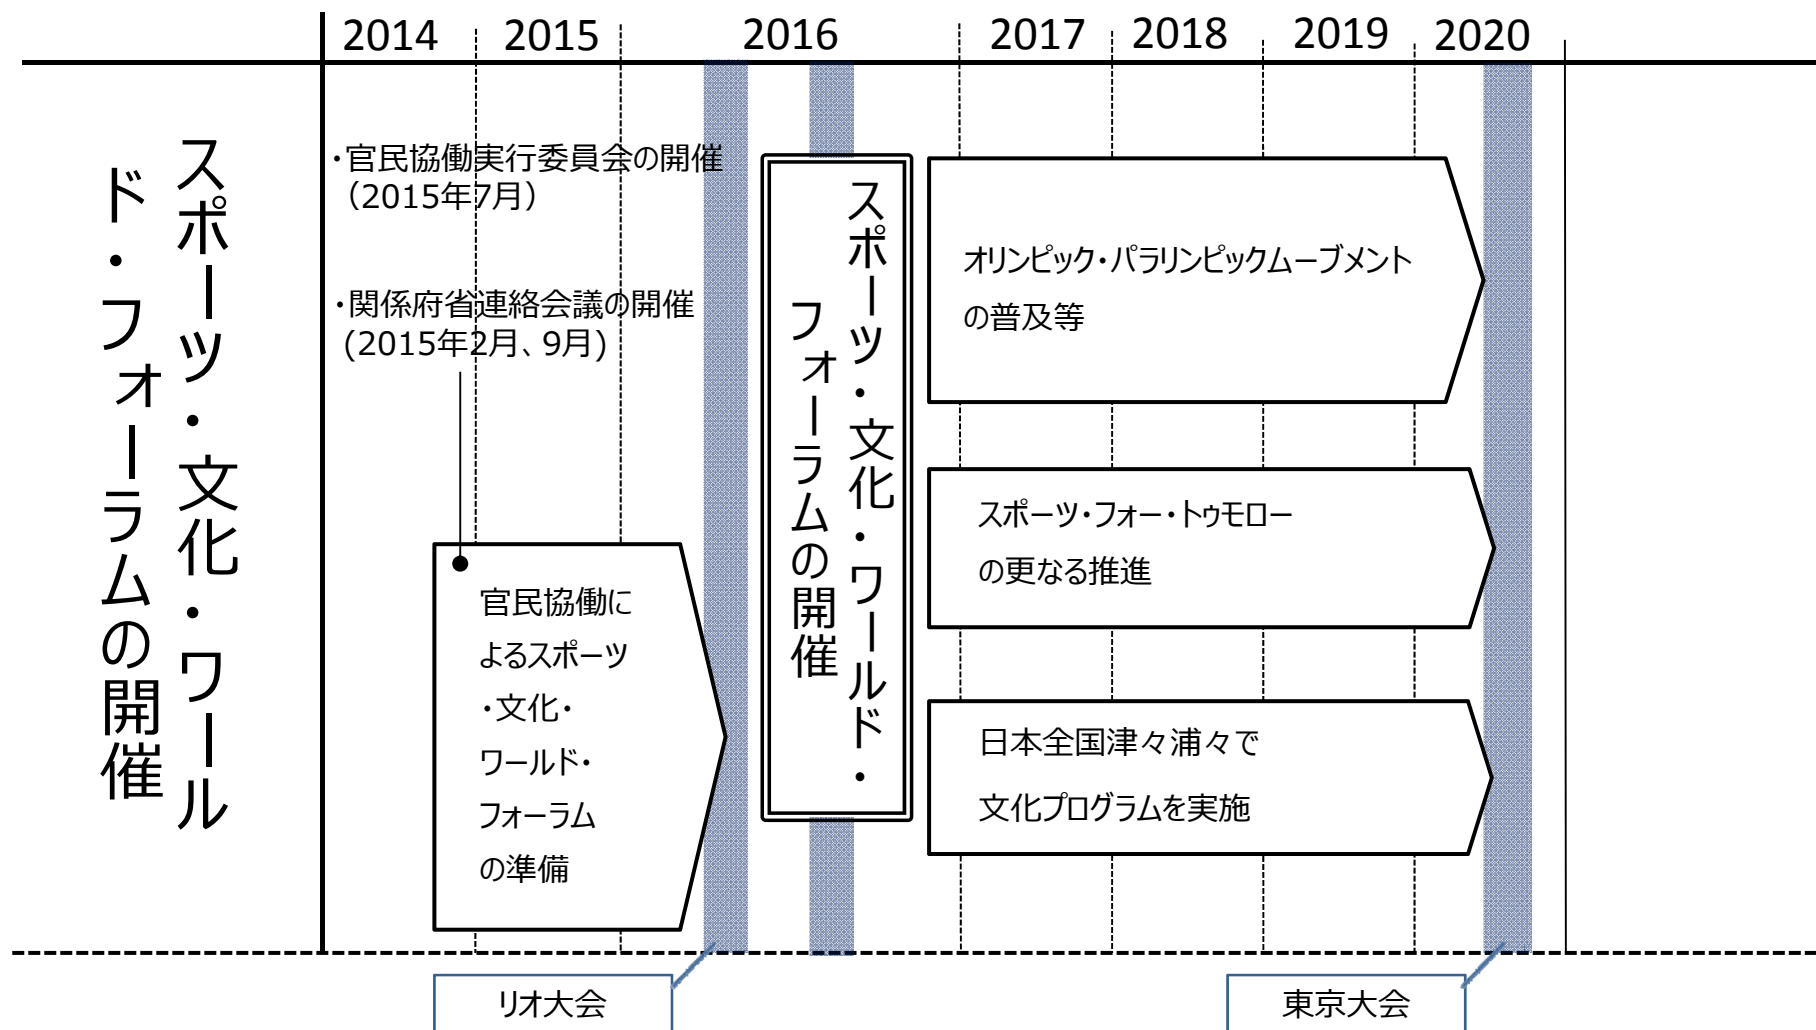 2014 2015 2016 2017 2018 2019 2020
スポーツ・文化・ワール
ド・フォーラムの開催
・官民協働実行委員会の開催
（2015年7月）
・関係府省連絡会議の開催
(2015年2月、9月)
官民協働に
よるスポーツ
・文化・
ワールド・
フォーラム
の準備
スポーツ・文化・ワールド・
フォーラムの開催
オリンピック・パラリンピックムーブメント
の普及等
スポーツ・フォー・トゥモロー
の更なる推進
日本全国津々浦々で
文化プログラムを実施
リオ大会
東京大会